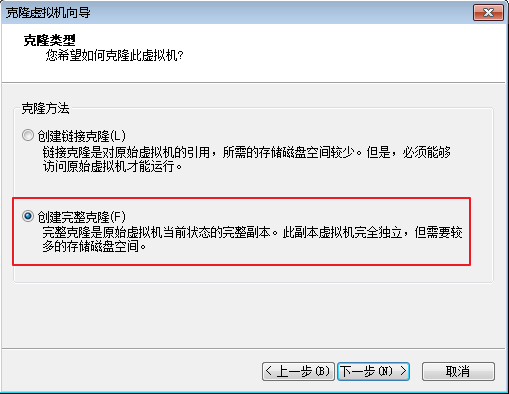 克隆虚拟机向导
克隆类型
您希望如何克隆此虚拟机?
克隆方法
创建链接克隆(L)
链接克隆是对原始虚拟机的引用，所需的存储磁盘空间较少。但是，必须能够
访问原始虚拟机才能运行。
创建完整克隆(F)
完整克隆是原始虚拟机当前状态的完整副本。此副本虚拟机完全独立，但需要较
多的存储磁盘空间。
< 上一步(B) 下一步(N) > 取消